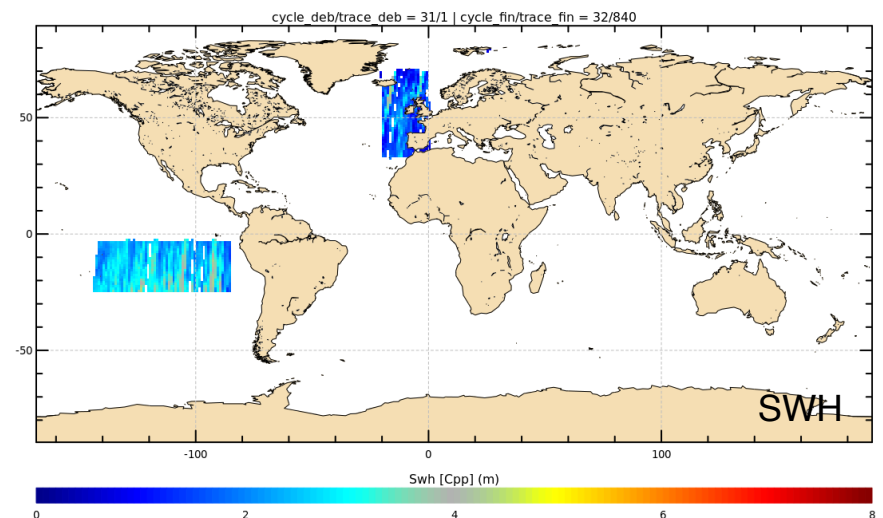 cycle_deb/trace_deb = 31/1 | cycle_fin/trace_fin = 32/840
50
0
-50
SWH
-100 0 100
Swh [Cpp] (m)
0 2 4 6 8